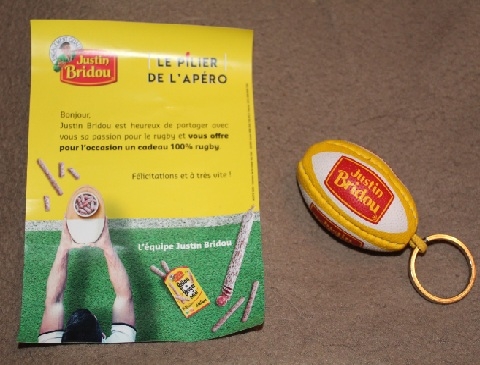 Justin
Bridou
LE PILIER
DE L'APÉRO
Bonjour,
Justin Bridou est heureux de partager avec
vous sa passion pour le rugby et vous offre
pour l'occasion un cadeau 100% rugby.
Félicitations et à très vite !
L'équipe Justin Bridou
Justin
Bridou